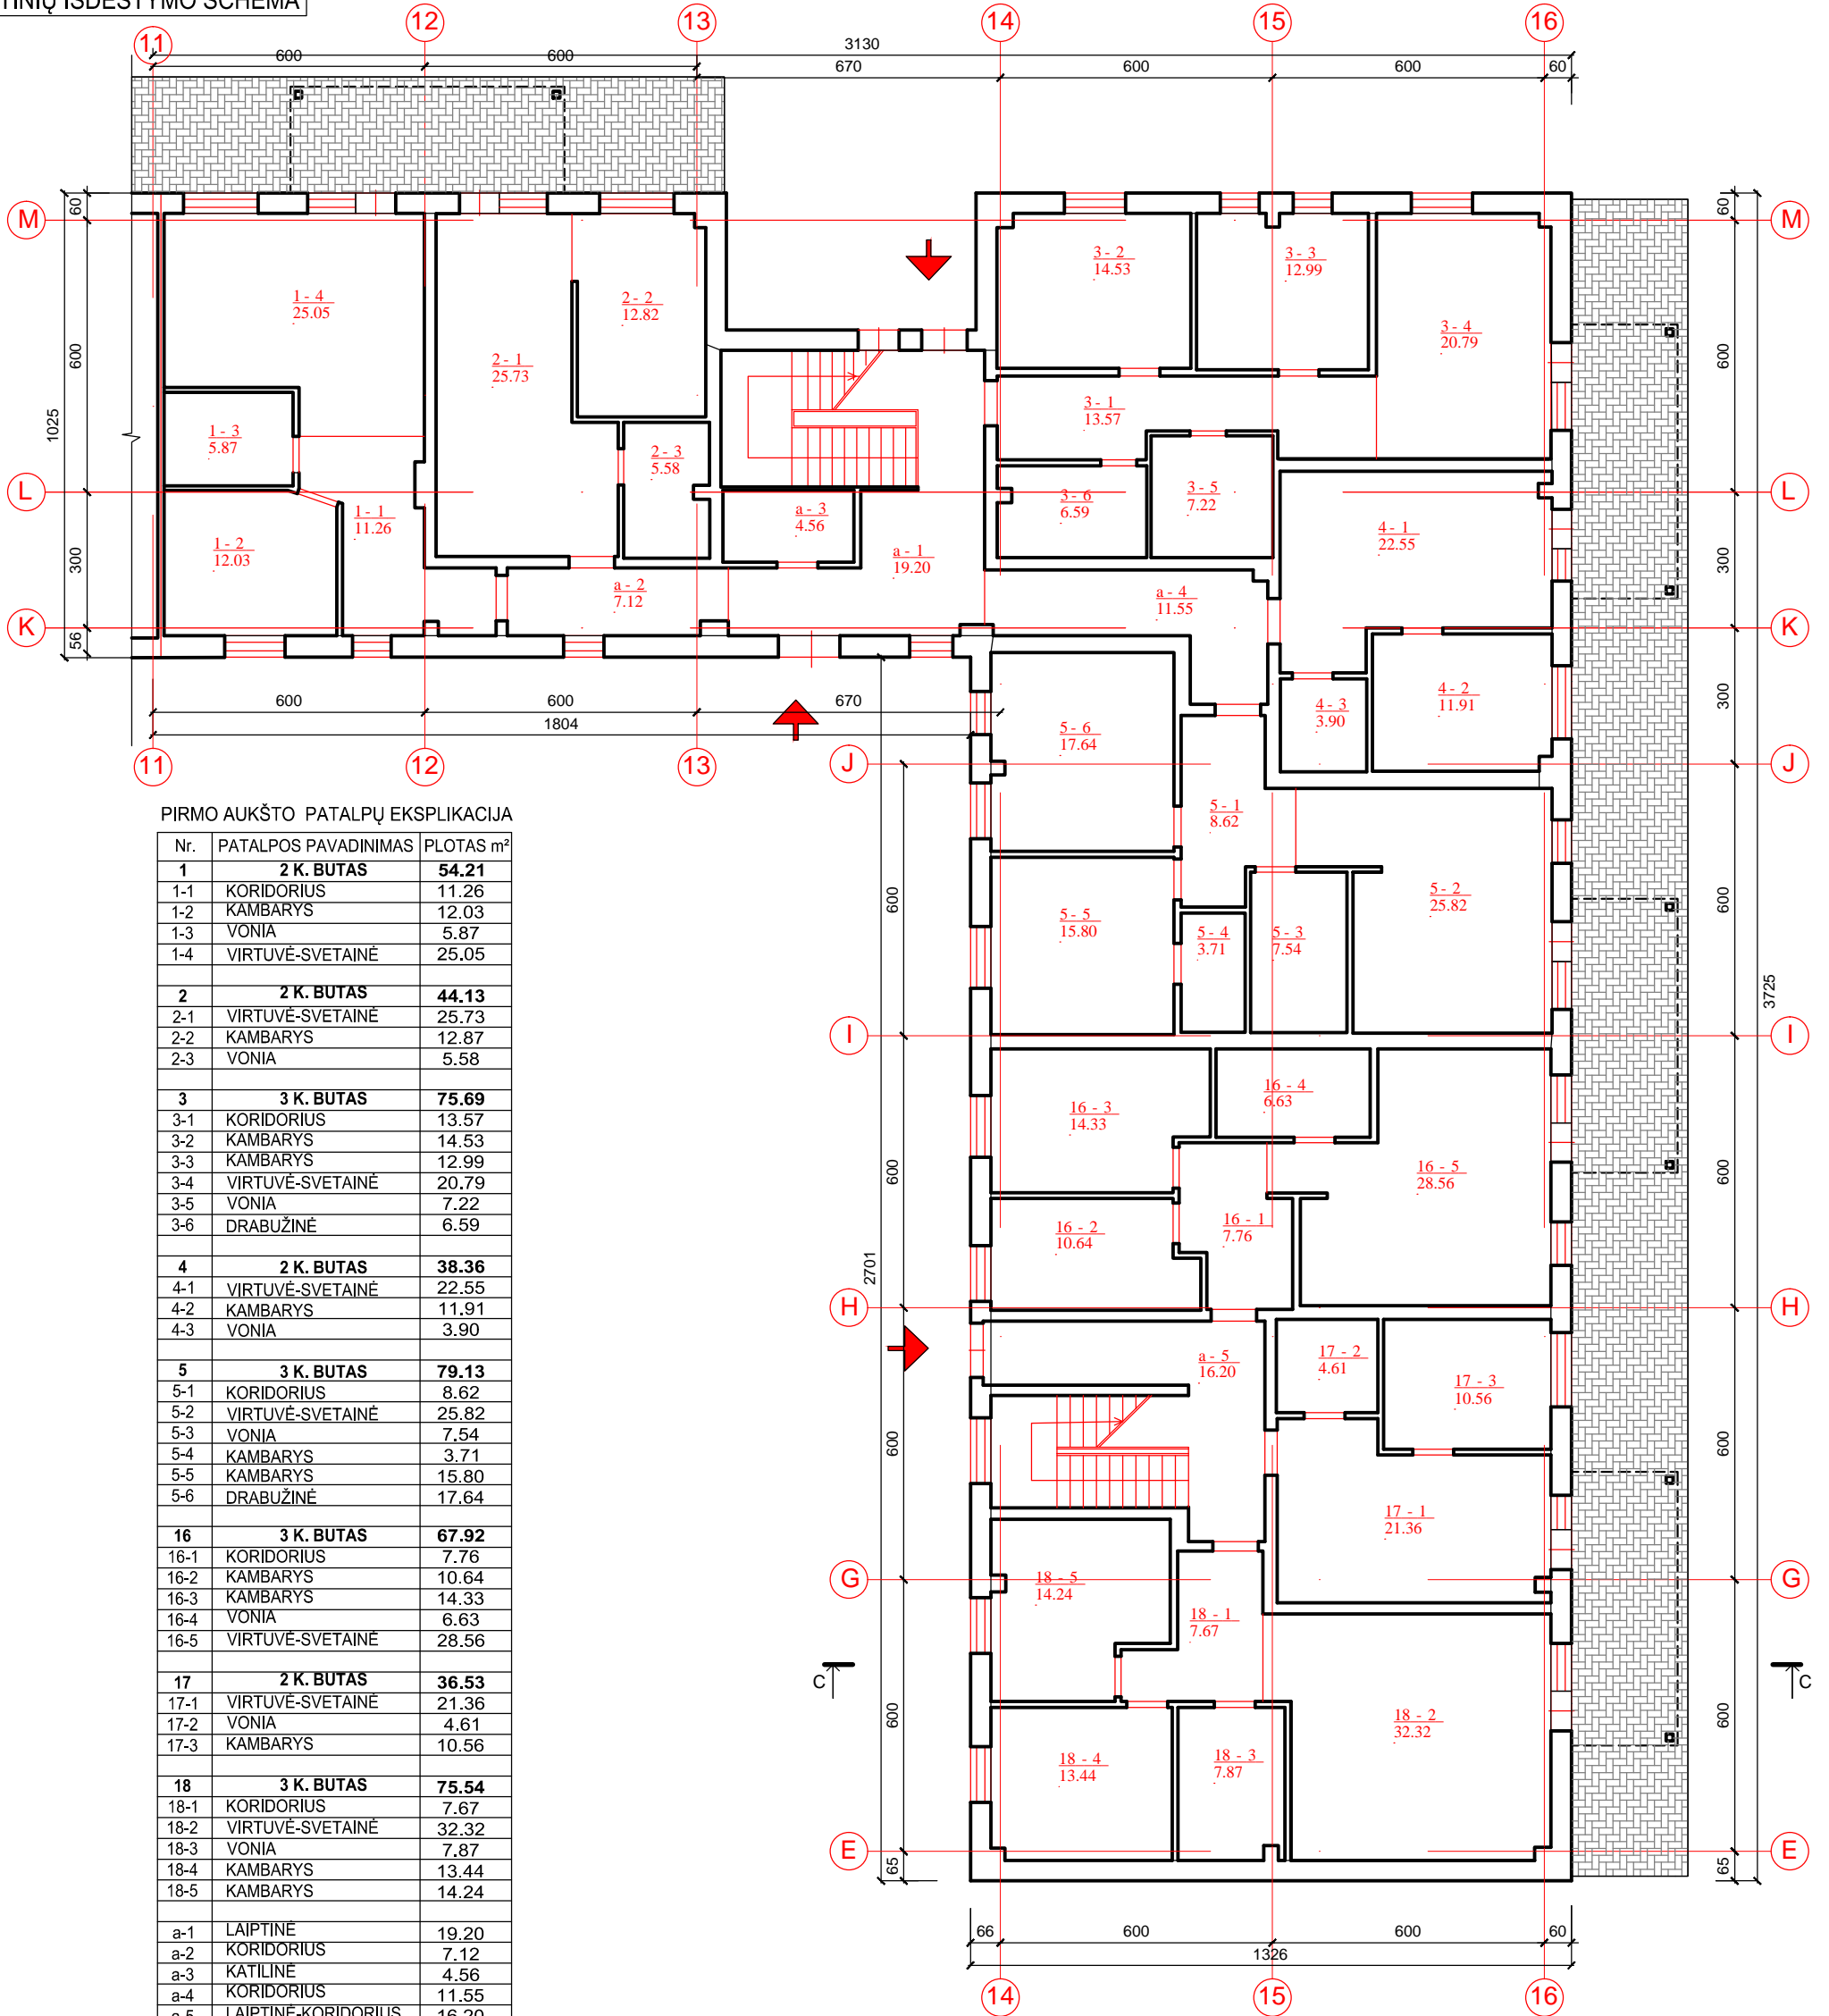 TINIŲ IŠDĖSTYMO SCHEMA
11 12 13 14 15 16
3130
600 600 670 600 600 60
M M
L L
K K
J J
I I
H H
G G
E E
60 600 300 56
1025
60 600 300 300 600 600 600 600 65
3725
1 - 4
25.05
1 - 3
5.87
1 - 2
12.03
1 - 1
11.26
2 - 1
25.73
2 - 2
12.82
2 - 3
5.58
a - 3
4.56
a - 1
19.20
a - 2
7.12
a - 4
11.55
3 - 2
14.53
3 - 3
12.99
3 - 4
20.79
3 - 1
13.57
3 - 6
6.59
3 - 5
7.22
4 - 1
22.55
4 - 2
11.91
4 - 3
3.90
600 600 670
1804
11 12 13
5 - 6
17.64
5 - 1
8.62
5 - 2
25.82
5 - 5
15.80
5 - 4
3.71
5 - 3
7.54
16 - 3
14.33
16 - 4
6.63
16 - 5
28.56
16 - 2
10.64
16 - 1
7.76
a - 5
16.20
17 - 2
4.61
17 - 3
10.56
17 - 1
21.36
18 - 5
14.24
18 - 1
7.67
18 - 2
32.32
18 - 4
13.44
18 - 3
7.87
600 600 600 600 65
2701
C C
66 600 600 60
1326
14 15 16
PIRMO AUKŠTO PATALPŲ EKSPLIKACIJA
Nr. PATALPOS PAVADINIMAS PLOTAS m²
1 2 K. BUTAS 54.21
1-1 KORIDORIUS 11.26
1-2 KAMBARYS 12.03
1-3 VONIA 5.87
1-4 VIRTUVĖ-SVETAINĖ 25.05
2 2 K. BUTAS 44.13
2-1 VIRTUVĖ-SVETAINĖ 25.73
2-2 KAMBARYS 12.87
2-3 VONIA 5.58
3 3 K. BUTAS 75.69
3-1 KORIDORIUS 13.57
3-2 KAMBARYS 14.53
3-3 KAMBARYS 12.99
3-4 VIRTUVĖ-SVETAINĖ 20.79
3-5 VONIA 7.22
3-6 DRABUŽINĖ 6.59
4 2 K. BUTAS 38.36
4-1 VIRTUVĖ-SVETAINĖ 22.55
4-2 KAMBARYS 11.91
4-3 VONIA 3.90
5 3 K. BUTAS 79.13
5-1 KORIDORIUS 8.62
5-2 VIRTUVĖ-SVETAINĖ 25.82
5-3 VONIA 7.54
5-4 KAMBARYS 3.71
5-5 KAMBARYS 15.80
5-6 DRABUŽINĖ 17.64
16 3 K. BUTAS 67.92
16-1 KORIDORIUS 7.76
16-2 KAMBARYS 10.64
16-3 KAMBARYS 14.33
16-4 VONIA 6.63
16-5 VIRTUVĖ-SVETAINĖ 28.56
17 2 K. BUTAS 36.53
17-1 VIRTUVĖ-SVETAINĖ 21.36
17-2 VONIA 4.61
17-3 KAMBARYS 10.56
18 3 K. BUTAS 75.54
18-1 KORIDORIUS 7.67
18-2 VIRTUVĖ-SVETAINĖ 32.32
18-3 VONIA 7.87
18-4 KAMBARYS 13.44
18-5 KAMBARYS 14.24
a-1 LAIPTINĖ 19.20
a-2 KORIDORIUS 7.12
a-3 KATILINĖ 4.56
a-4 KORIDORIUS 11.55
a-5 LAIPTINĖ-KORIDORIUS 16.20